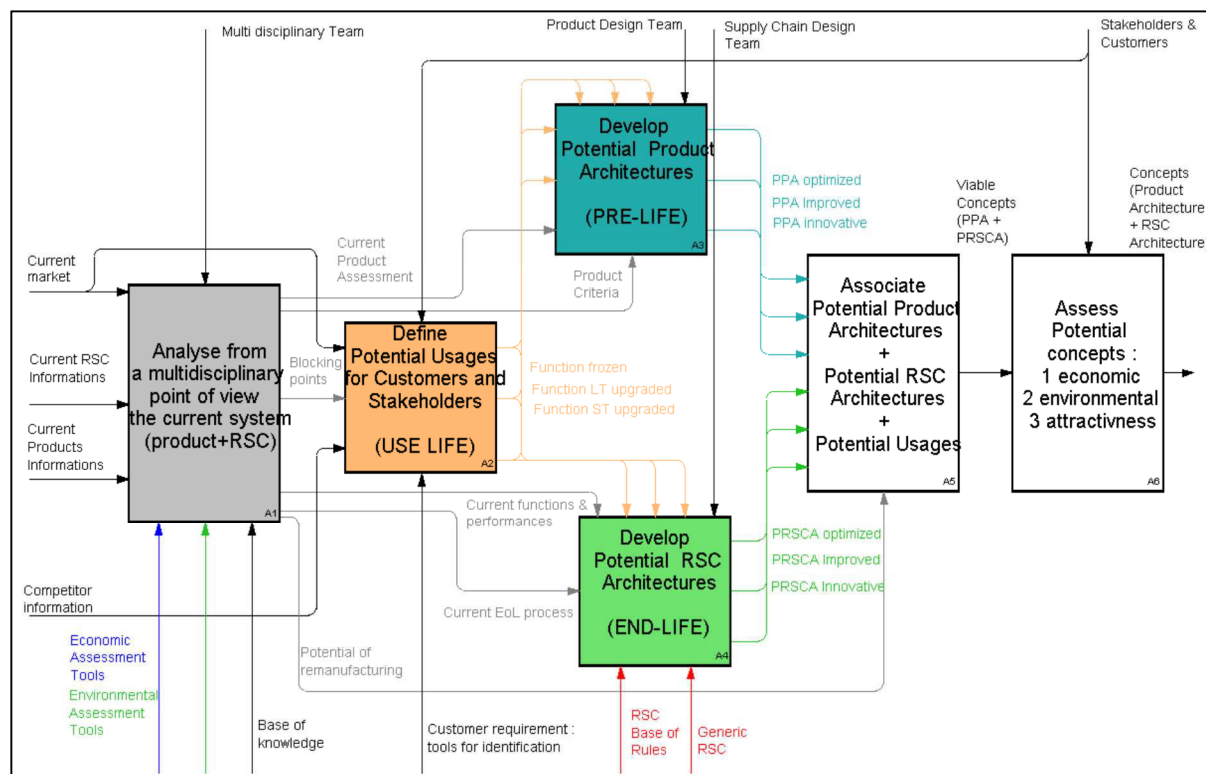 Multi disciplinary Team
Product Design Team
Supply Chain Design
Team
Stakeholders &
Customers
Develop
Potential Product
Architectures
(PRE-LIFE)
A3
PPA optimized
PPA Improved
PPA innovative
Viable
Concepts
(PPA +
PRSCA)
Concepts
(Product
Architecture
+ RSC
Architecture
Current
market
Current
Product
Assessment
Product
Criteria
Current RSC
Informations
Current
Products
Informations
Analyse from
a multidisciplinary
point of view
the current system
(product+RSC)
A1
Blocking
points
Define
Potential Usages
for Customers and
Stakeholders
(USE LIFE)
A2
Function frozen
Function LT upgraded
Function ST upgraded
Associate
Potential Product
Architectures
+
Potential RSC
Architectures
+
Potential Usages
A5
Assess
Potential
concepts :
1 economic
2 environmental
3 attractivness
A6
Current functions &
performances
Develop
Potential RSC
Architectures
(END-LIFE)
A4
PRSCA optimized
PRSCA Improved
PRSCA Innovative
Competitor
information
Current EoL process
Economic
Assessment
Tools
Environmental
Assessment
Tools
Potential of
remanufacturing
Base of
knowledge
Customer requirement :
tools for identification
RSC
Base of
Rules
Generic
RSC